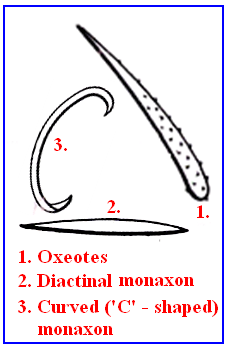 3.
2.
1.
1. Oxeotes
2. Diactinal monaxon
3. Curved ('C' - shaped)
monaxon